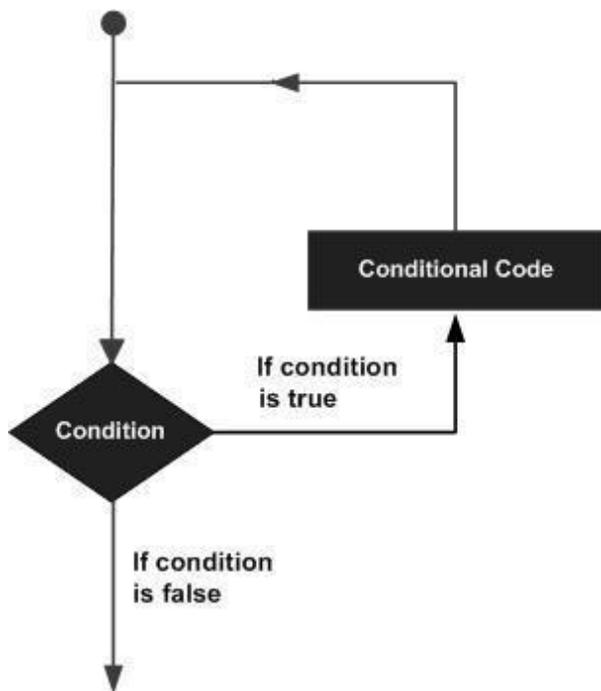 Conditional Code
If condition
is true
Condition
If condition
is false